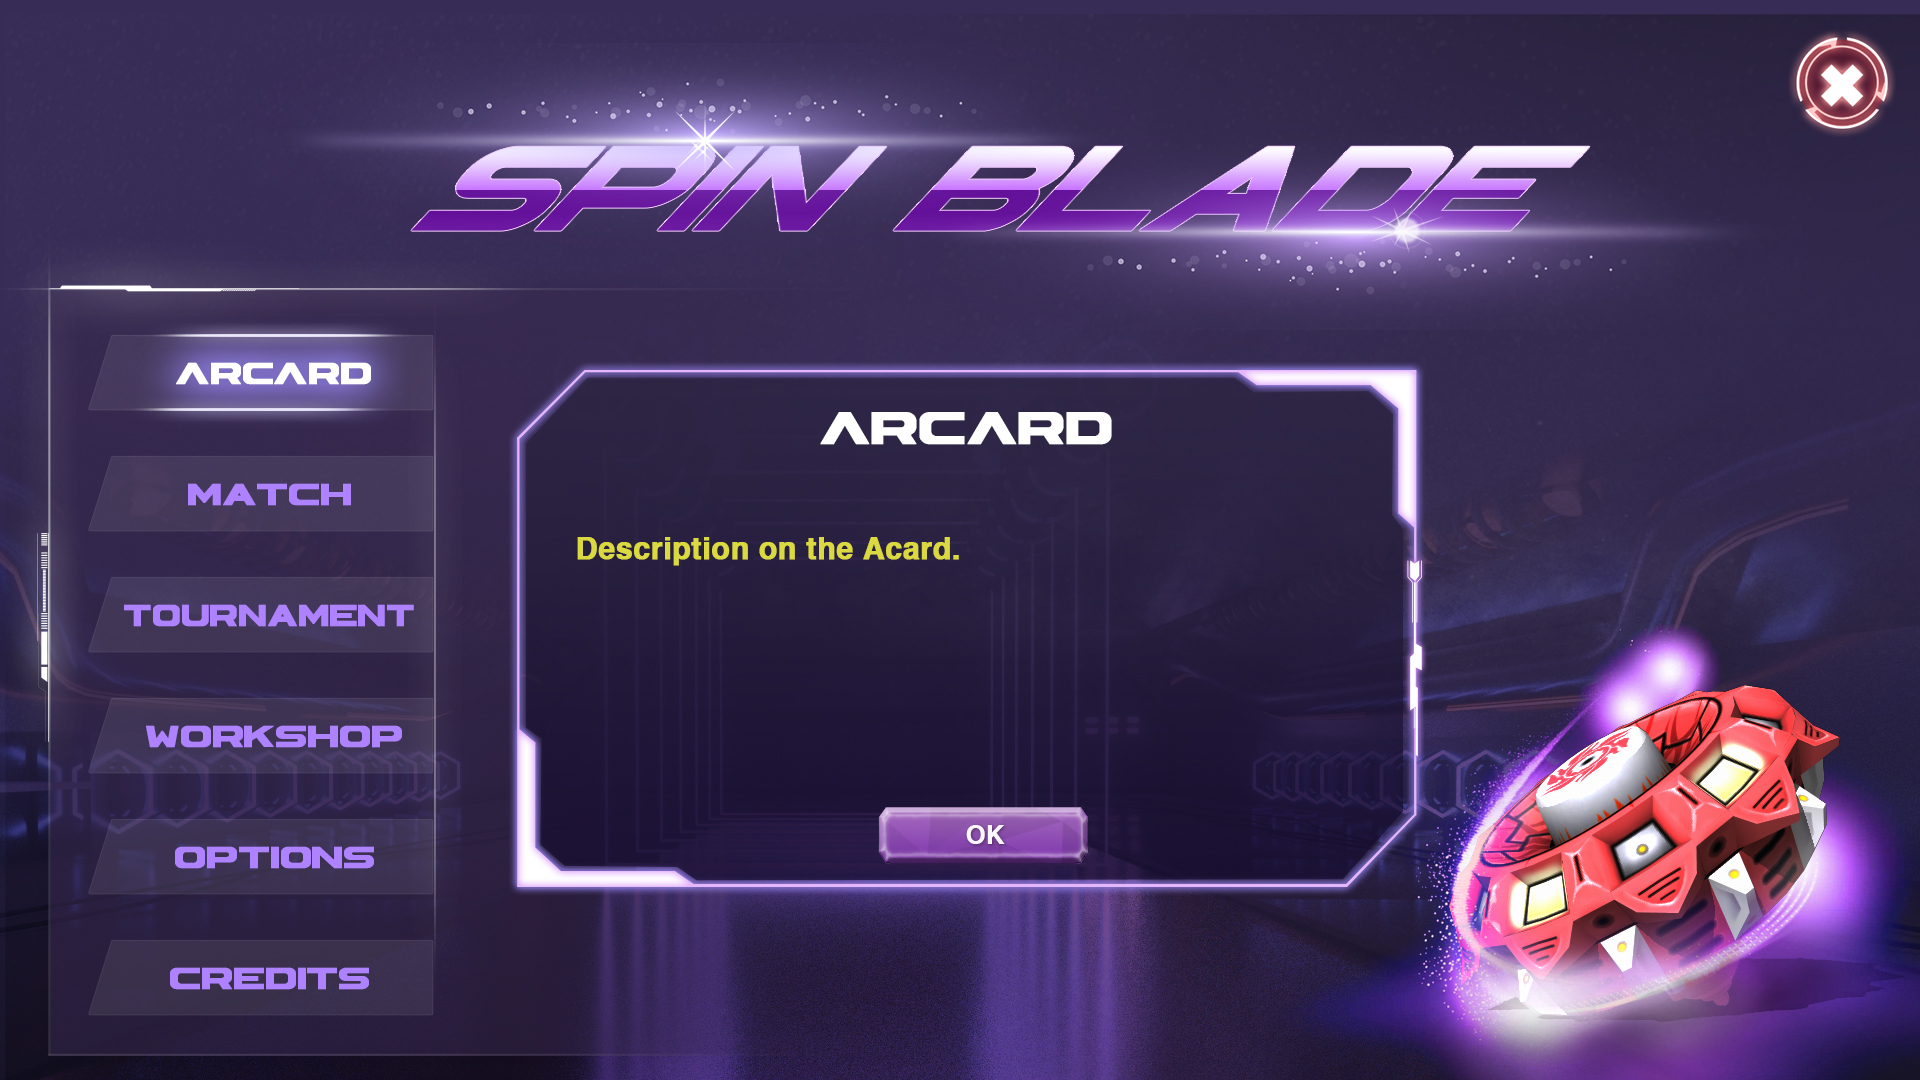 SPIN BLADE
ARCARD
MATCH
TOURNAMENT
WORKSHOP
OPTIONS
CREDITS
ARCARD
Description on the Acard.
OK